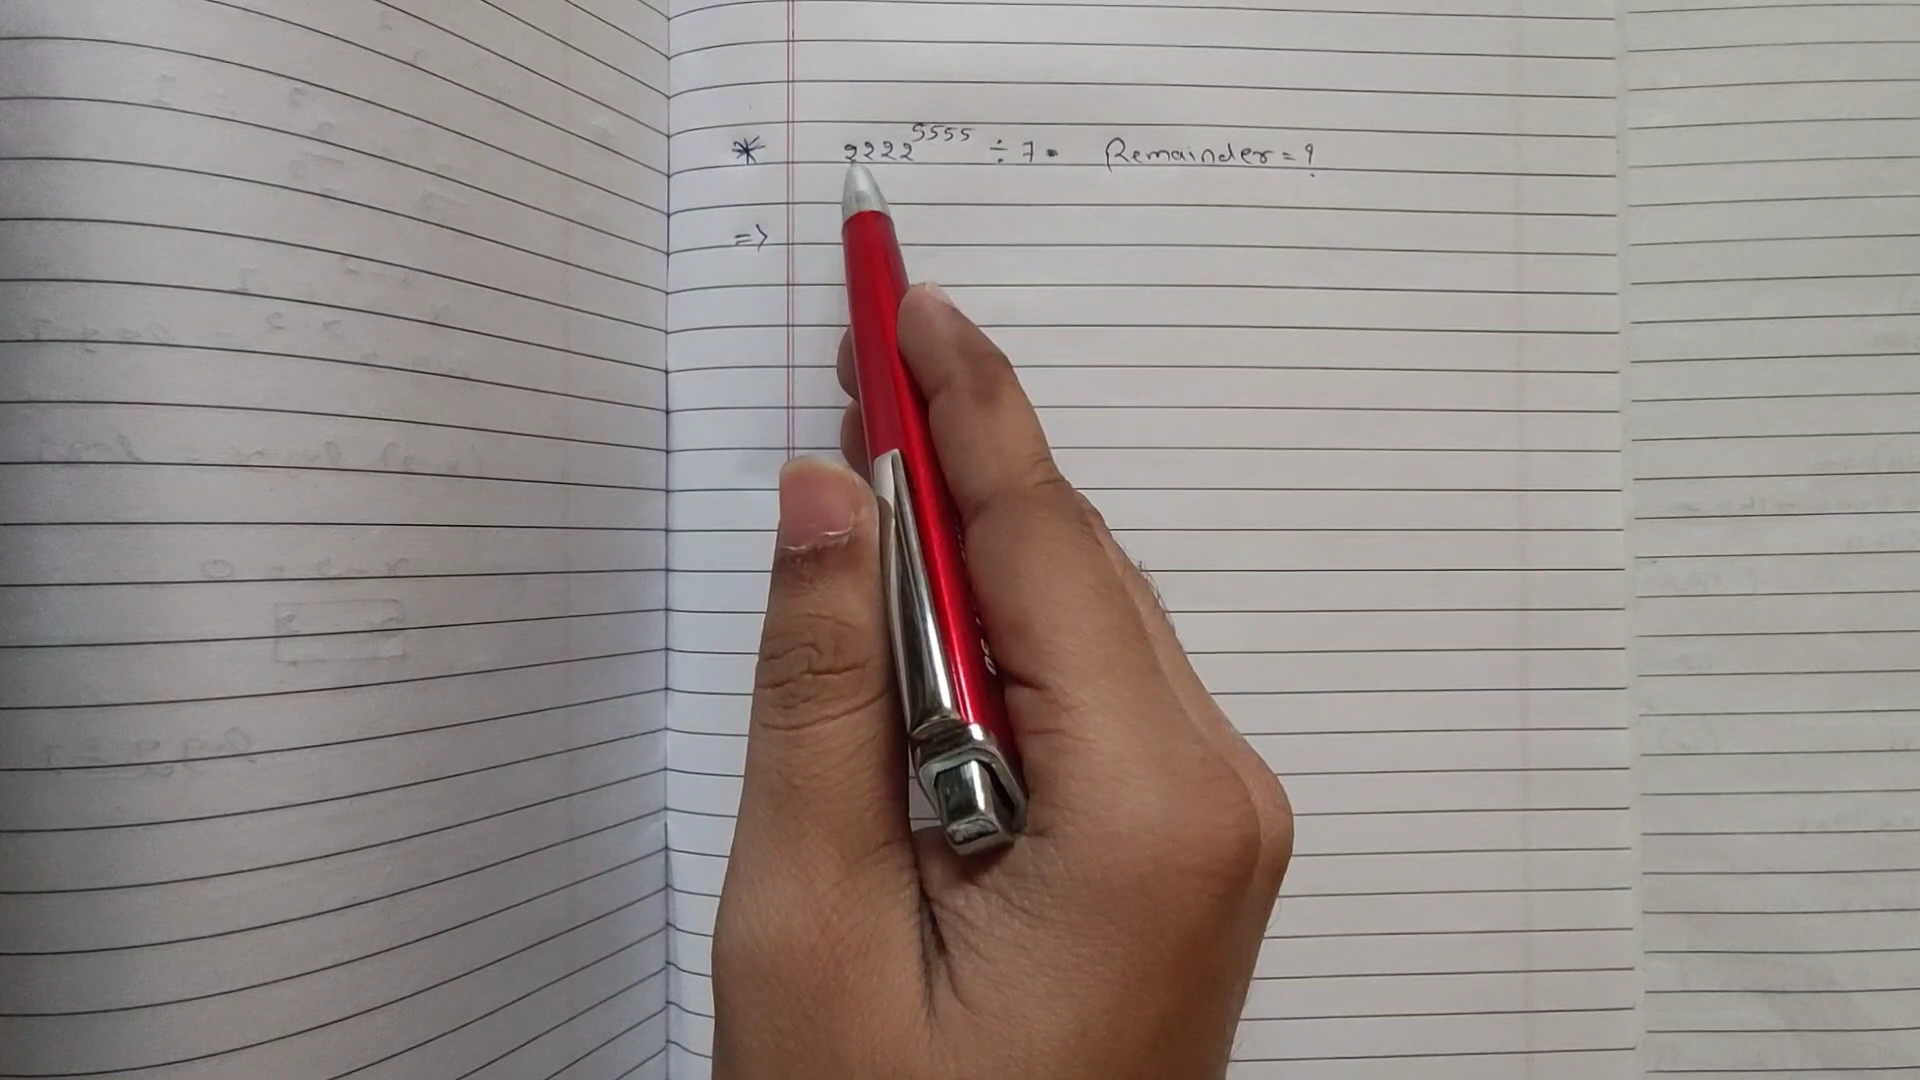 * 2222^5555 ÷ 7. Remainder = ?
=>